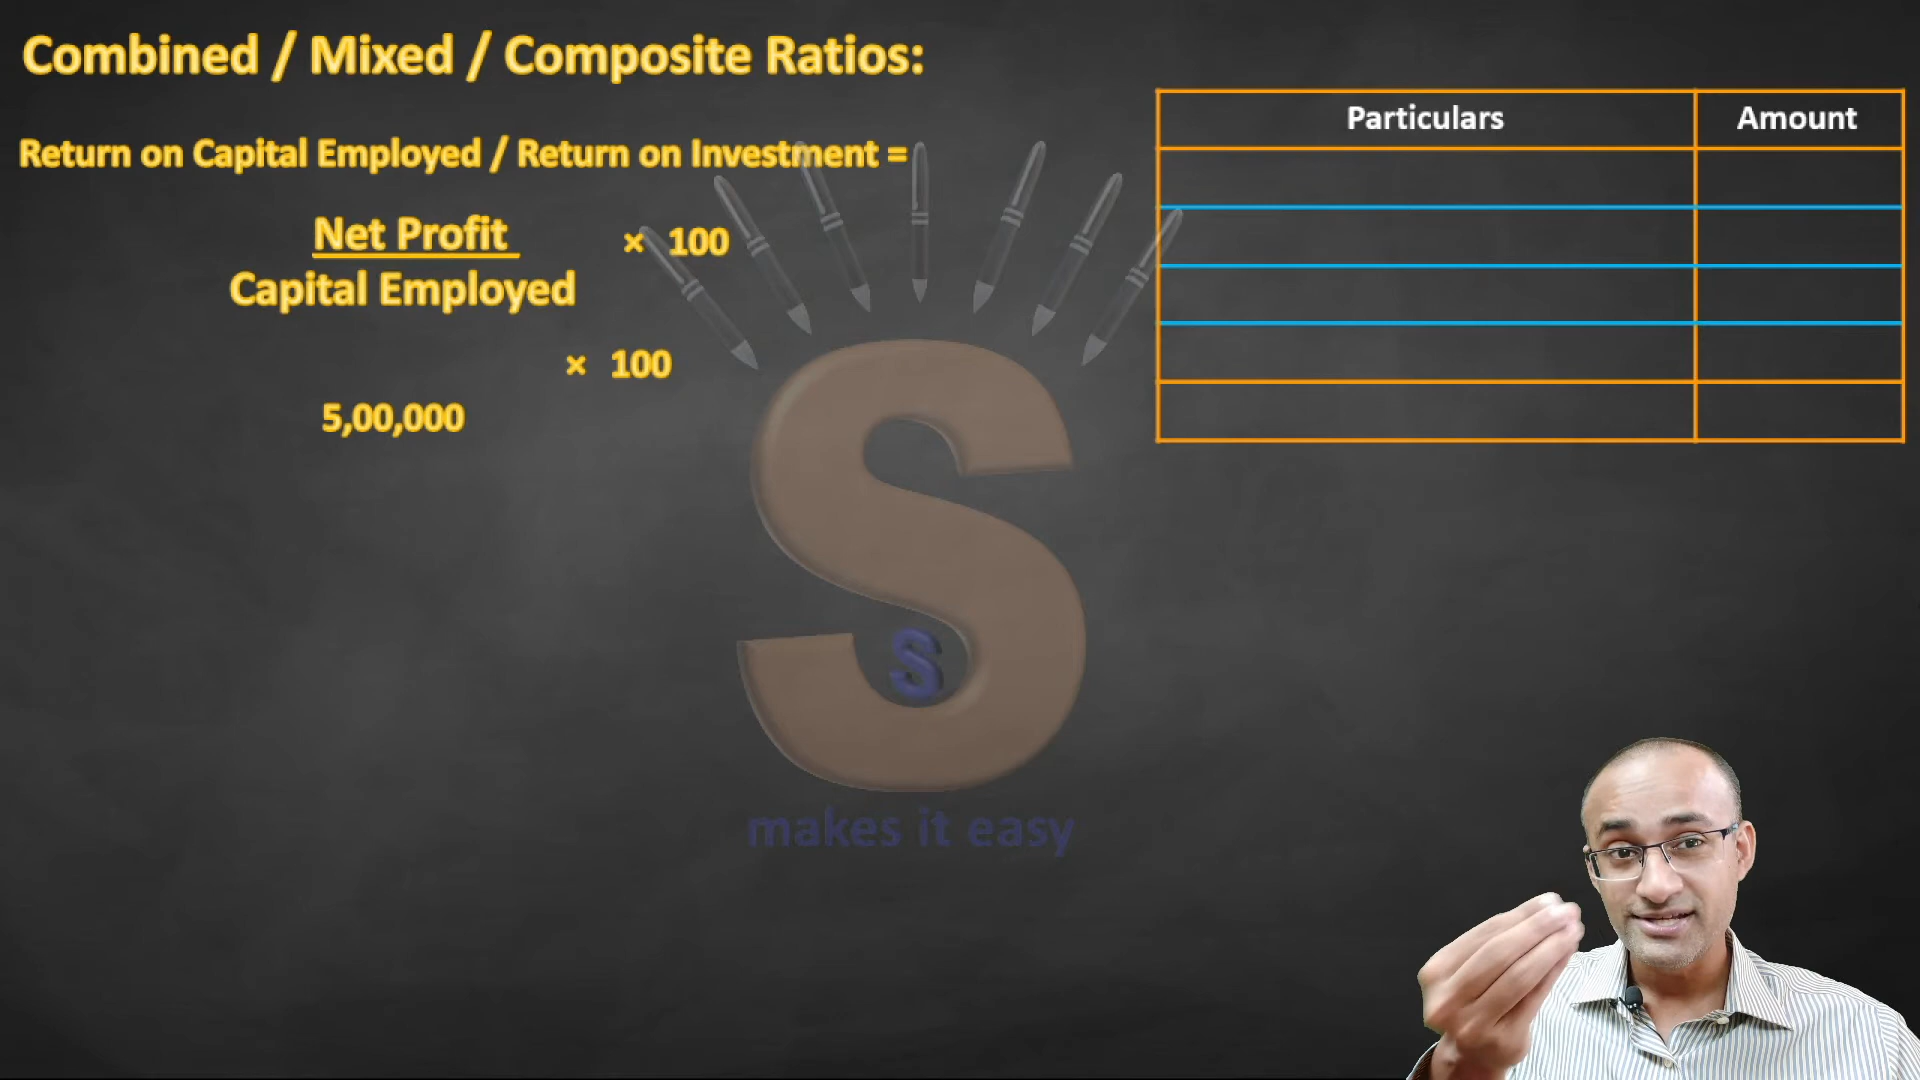 Combined / Mixed / Composite Ratios:
Return on Capital Employed / Return on Investment =
Net Profit
× 100
Capital Employed
× 100
5,00,000
Particulars Amount
S
s
makes it easy